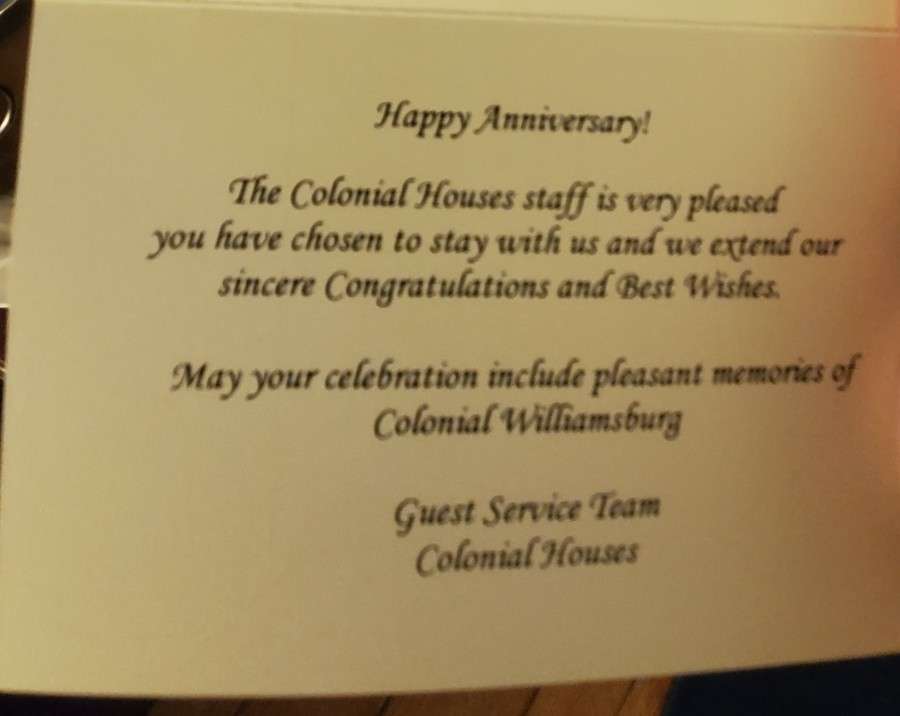 Happy Anniversary!
The Colonial Houses staff is very pleased
you have chosen to stay with us and we extend our
sincere Congratulations and Best Wishes.
May your celebration include pleasant memories of
Colonial Williamsburg
Guest Service Team
Colonial Houses